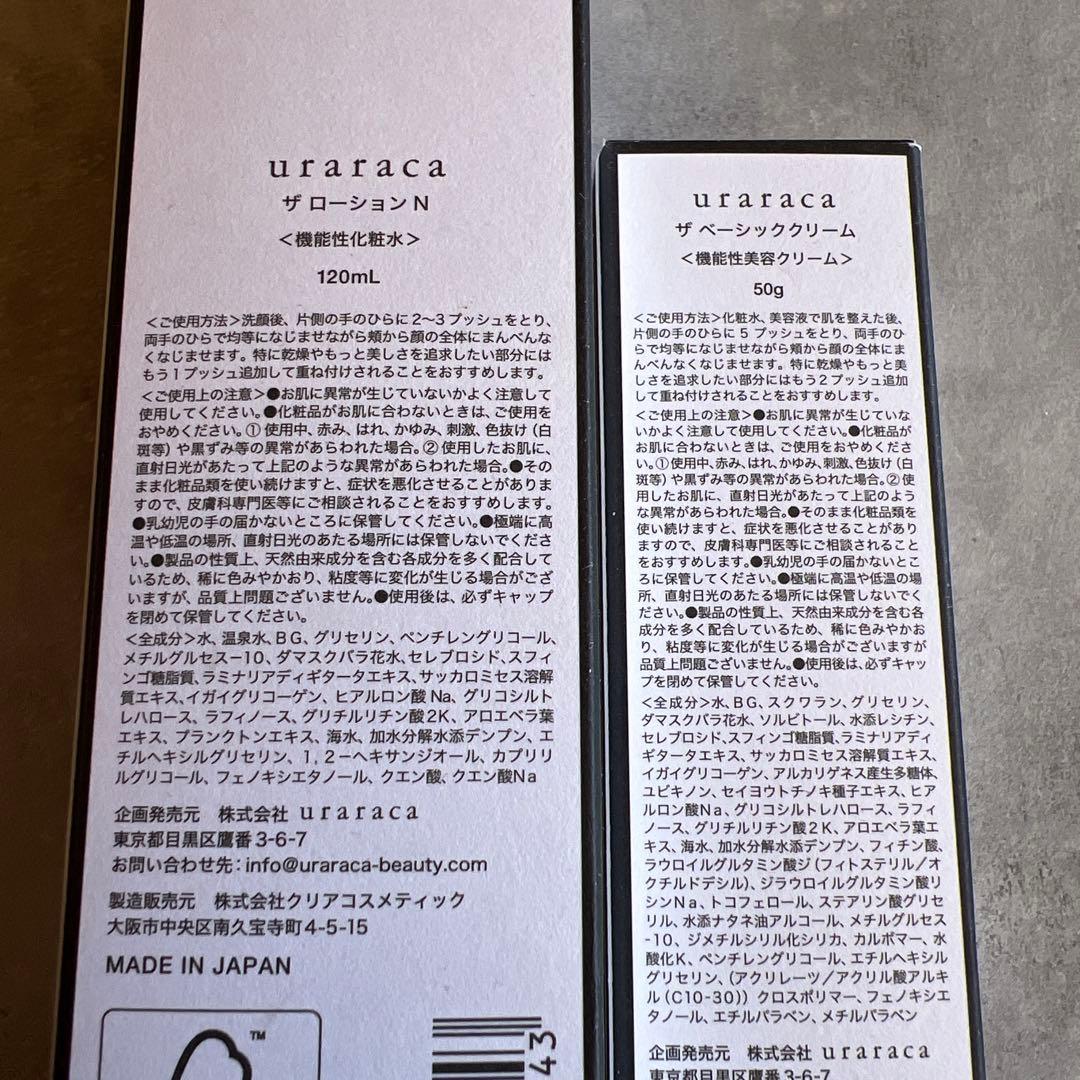 uraraca
ザ ローション N
＜機能性化粧水＞
120mL
＜ご使用方法＞洗顔後、片側の手のひらに2〜3プッシュをとり、
両手のひらで均等になじませながら頬から顔の全体にまんべんな
くなじませます。特に乾燥やもっと美しさを追求したい部分には
もう1プッシュ追加して重ね付けされることをおすすめします。
＜ご使用上の注意＞●お肌に異常が生じていないかよく注意して
使用してください。●化粧品がお肌に合わないときは、ご使用を
おやめください。① 使用中、赤み、はれ、かゆみ、刺激、色抜け（白
斑等）や黒ずみ等の異常があらわれた場合。② 使用したお肌に、
直射日光があたって上記のような異常があらわれた場合。●その
まま化粧品類を使い続けますと、症状を悪化させることがありま
すので、皮膚科専門医等にご相談されることをおすすめします。
●乳幼児の手の届かないところに保管してください。●極端に高
温や低温の場所、直射日光のあたる場所には保管しないでくださ
い。●製品の性質上、天然由来成分を含む各成分を多く配合して
いるため、稀に色みやかおり、粘度等に変化が生じる場合がござ
いますが、品質上問題ございません。●使用後は、必ずキャップ
を閉めて保管してください。
＜全成分＞水、温泉水、BG、グリセリン、ペンチレングリコール、
メチルグルセス−10、ダマスクバラ花水、セレブロシド、スフィ
ンゴ糖脂質、ラミナリアディギタータエキス、サッカロミセス溶解
質エキス、イガイグリコーゲン、ヒアルロン酸 Na、グリコシルト
レハロース、ラフィノース、グリチルリチン酸2K、アロエベラ葉
エキス、プランクトンエキス、海水、加水分解水添デンプン、エ
チルヘキシルグリセリン、1, 2−ヘキサンジオール、カプリリ
ルグリコール、フェノキシエタノール、クエン酸、クエン酸Na
企画発売元 株式会社 uraraca
東京都目黒区鷹番3-6-7
お問い合わせ先：info@uraraca-beauty.com
製造販売元 株式会社クリアコスメティック
大阪市中央区南久宝寺町4-5-15
MADE IN JAPAN
TM
43
uraraca
ザ ベーシッククリーム
＜機能性美容クリーム＞
50g
＜ご使用方法＞化粧水、美容液で肌を整えた後、
片側の手のひらに 5 プッシュをとり、両手のひ
らで均等になじませながら頬から顔の全体にま
んべんなくなじませます。特に乾燥やもっと美
しさを追求したい部分にはもう2プッシュ追加
して重ね付けされることをおすすめします。
＜ご使用上の注意＞●お肌に異常が生じていな
いかよく注意して使用してください。●化粧品が
お肌に合わないときは、ご使用をおやめくださ
い。①使用中、赤み、はれ、かゆみ、刺激、色抜け（白
斑等）や黒ずみ等の異常があらわれた場合。②使
用したお肌に、直射日光があたって上記のよう
な異常があらわれた場合。●そのまま化粧品類を
使い続けますと、症状を悪化させることがあり
ますので、皮膚科専門医等にご相談されること
をおすすめします。●乳幼児の手の届かないとこ
ろに保管してください。●極端に高温や低温の場
所、直射日光のあたる場所には保管しないでく
ださい。●製品の性質上、天然由来成分を含む各
成分を多く配合しているため、稀に色みやかお
り、粘度等に変化が生じる場合がございますが
品質上問題ございません。●使用後は、必ずキャッ
プを閉めて保管してください。
＜全成分＞水、BG、スクワラン、グリセリン、
ダマスクバラ花水、ソルビトール、水添レシチン、
セレブロシド、スフィンゴ糖脂質、ラミナリアディ
ギタータエキス、サッカロミセス溶解質エキス、
イガイグリコーゲン、アルカリゲネス産生多糖体、
ユビキノン、セイヨウトチノキ種子エキス、ヒア
ルロン酸Na、グリコシルトレハロース、ラフィ
ノース、グリチルリチン酸2K、アロエベラ葉エ
キス、海水、加水分解水添デンプン、フィチン酸、
ラウロイルグルタミン酸ジ（フィトステリル／オ
クチルドデシル）、ジラウロイルグルタミン酸リ
シンNa、トコフェロール、ステアリン酸グリセ
リル、水添ナタネ油アルコール、メチルグルセス
-10、ジメチルシリル化シリカ、カルボマー、水
酸化K、ペンチレングリコール、エチルヘキシル
グリセリン、（アクリレーツ／アクリル酸アルキ
ル（C10-30））クロスポリマー、フェノキシエ
タノール、エチルパラベン、メチルパラベン
企画発売元 株式会社 uraraca
東京都目黒区鷹番3-6-7